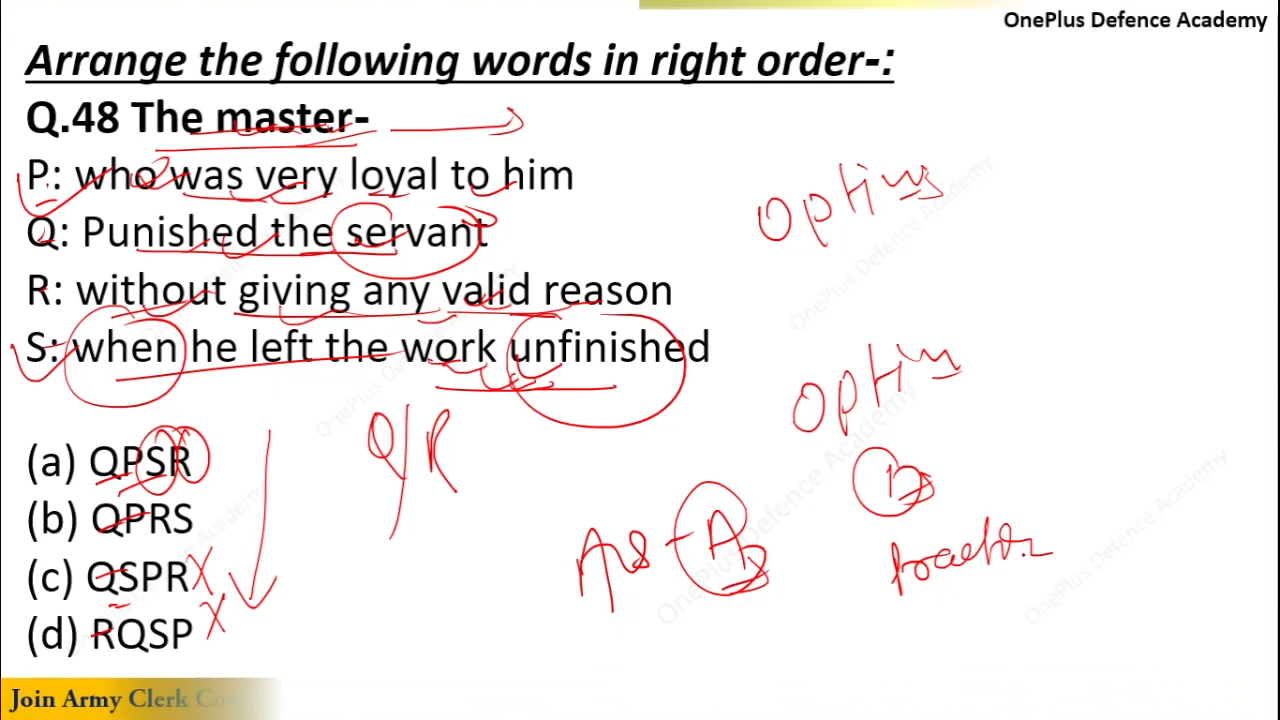 OnePlus Defence Academy
Arrange the following words in right order-:
Q.48 The master-
P: who was very loyal to him
Q: Punished the servant
R: without giving any valid reason
S: when he left the work unfinished
(a) QPSR
(b) QPRS
(c) QSPR X
(d) RQSP X
Q/R
Join Army Clerk